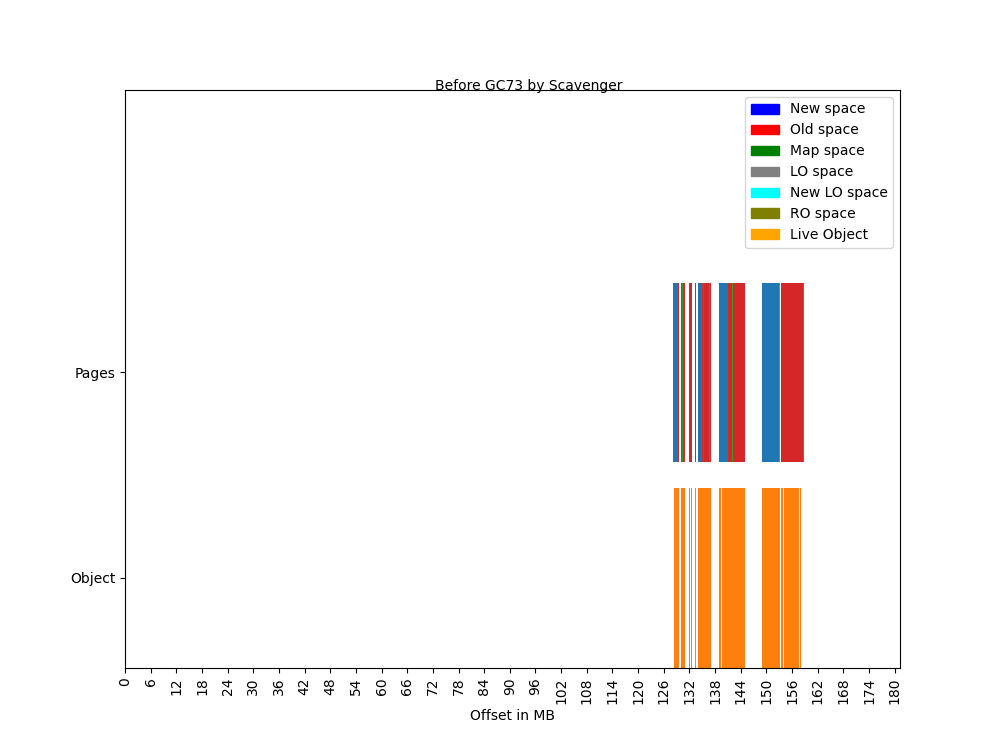 Before GC73 by Scavenger
New space
Old space
Map space
LO space
New LO space
RO space
Live Object
Pages
Object
0 6 12 18 24 30 36 42 48 54 60 66 72 78 84 90 96 102 108 114 120 126 132 138 144 150 156 162 168 174 180
Offset in MB